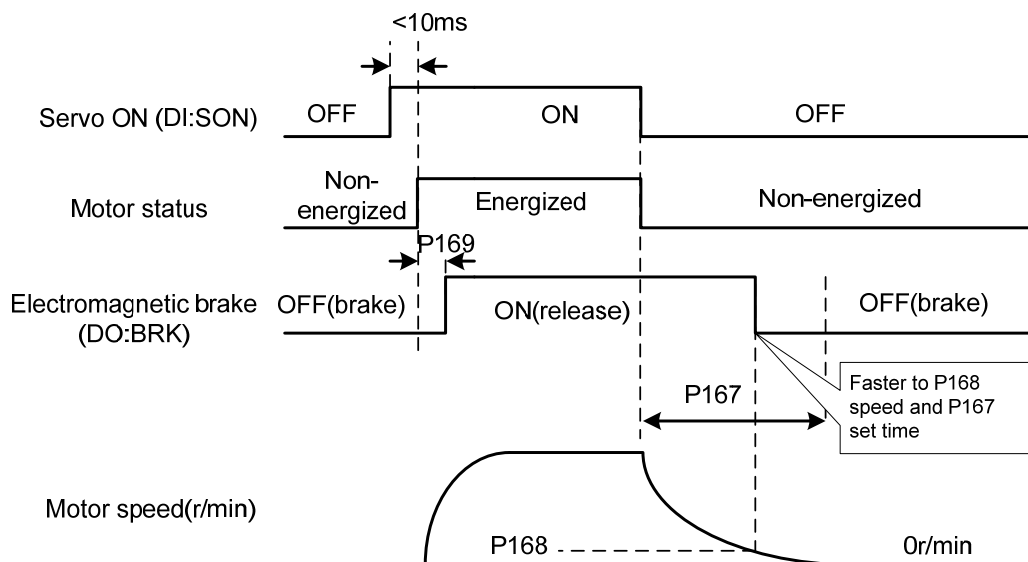 <10ms
Servo ON (DI:SON)
OFF
ON
OFF
Motor status
Non-
energized
Energized
Non-energized
P169
Electromagnetic brake
(DO:BRK)
OFF(brake)
ON(release)
OFF(brake)
P167
Faster to P168
speed and P167
set time
Motor speed(r/min)
P168
0r/min